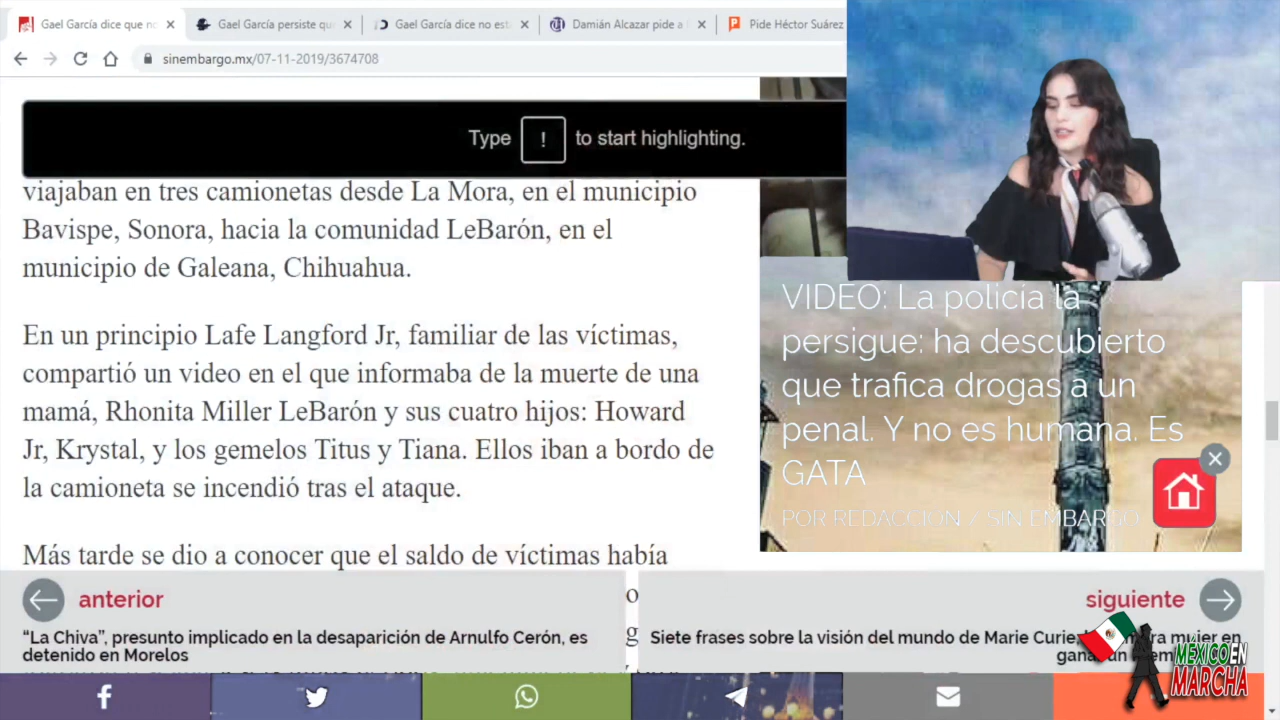 Gael García dice que no
Gael García persiste qu
Gael García dice no est
Damián Alcazar pide a
Pide Héctor Suárez
sinembargo.mx/07-11-2019/3674708
Type ! to start highlighting.
viajaban en tres camionetas desde La Mora, en el municipio
Bavispe, Sonora, hacia la comunidad LeBarón, en el
municipio de Galeana, Chihuahua.
En un principio Lafe Langford Jr, familiar de las víctimas,
compartió un video en el que informaba de la muerte de una
mamá, Rhonita Miller LeBarón y sus cuatro hijos: Howard
Jr, Krystal, y los gemelos Titus y Tiana. Ellos iban a bordo de
la camioneta se incendió tras el ataque.
Más tarde se dio a conocer que el saldo de víctimas había
VIDEO: La policía la
persigue: ha descubierto
que trafica drogas a un
penal. Y no es humana. Es
GATA
POR REDACCIÓN / SIN EMBARGO
anterior
“La Chiva”, presunto implicado en la desaparición de Arnulfo Cerón, es
detenido en Morelos
siguiente
Siete frases sobre la visión del mundo de Marie Curie, mujer en
MÉXICO EN
MARCHA